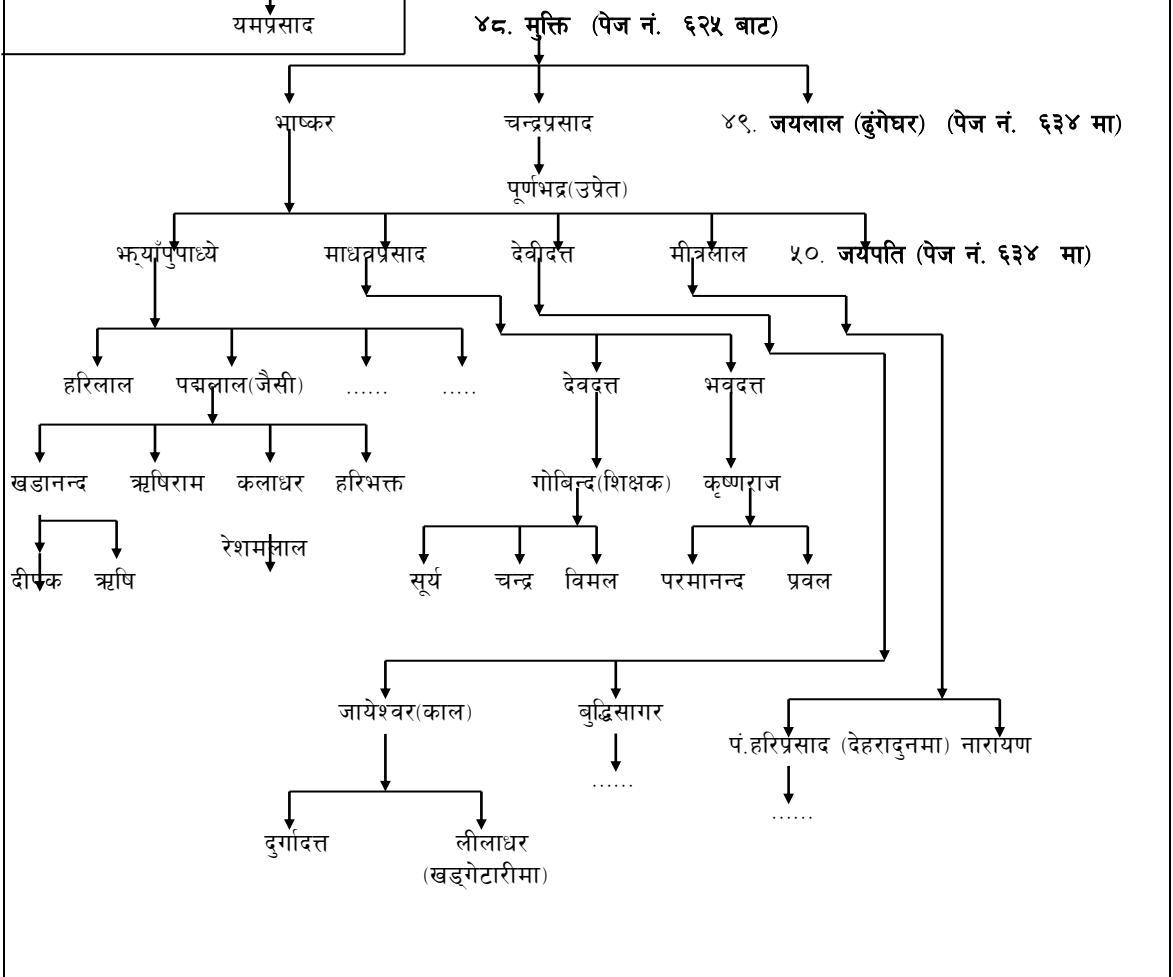 यमप्रसाद
४८. मुक्ति (पेज नं. ६२५ बाट)
भाष्कर चन्द्रप्रसाद ४९. जयलाल (ढुंगेघर) (पेज नं. ६३४ मा)
पूर्णभद्र(उप्रेत)
झ्याँपुपाध्ये माधवप्रसाद देवीदत्त मीत्रलाल ५०. जयपति (पेज नं. ६३४ मा)
हरिलाल पद्मलाल(जैसी) ...... ..... देवदत्त भवदत्त
खडानन्द ऋषिराम कलाधर हरिभक्त गोबिन्द(शिक्षक) कृष्णराज
रेशमलाल
दीपक ऋषि सूर्य चन्द्र विमल परमानन्द प्रवल
जायेश्वर(काल) बुद्धिसागर
पं.हरिप्रसाद (देहरादुनमा) नारायण
......
......
दुर्गादत्त लीलाधर
(खड्गेटारीमा)